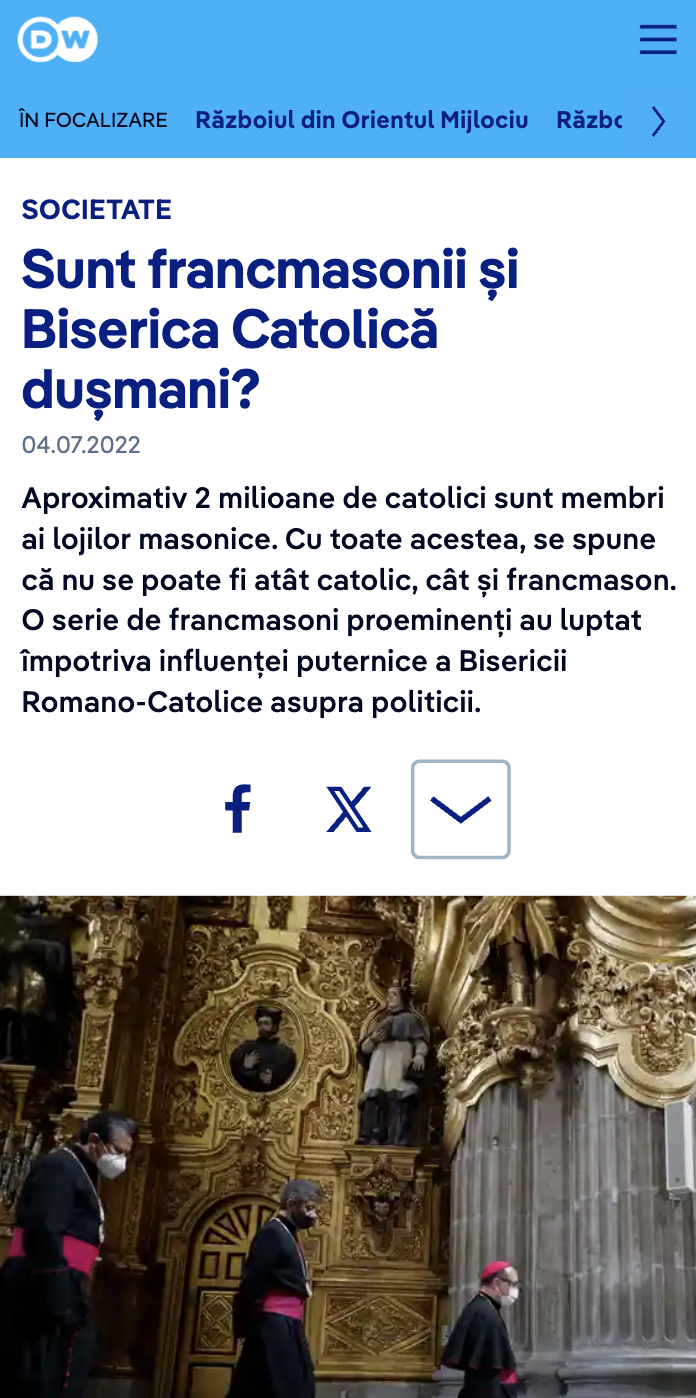 DW
ÎN FOCALIZARE Războiul din Orientul Mijlociu
SOCIETATE
Sunt francmasonii și
Biserica Catolică
dușmani?
04.07.2022
Aproximativ 2 milioane de catolici sunt membri
ai lojilor masonice. Cu toate acestea, se spune
că nu se poate fi atât catolic, cât și francmason.
O serie de francmasoni proeminenți au luptat
împotriva influenței puternice a Bisericii
Romano-Catolice asupra politicii.